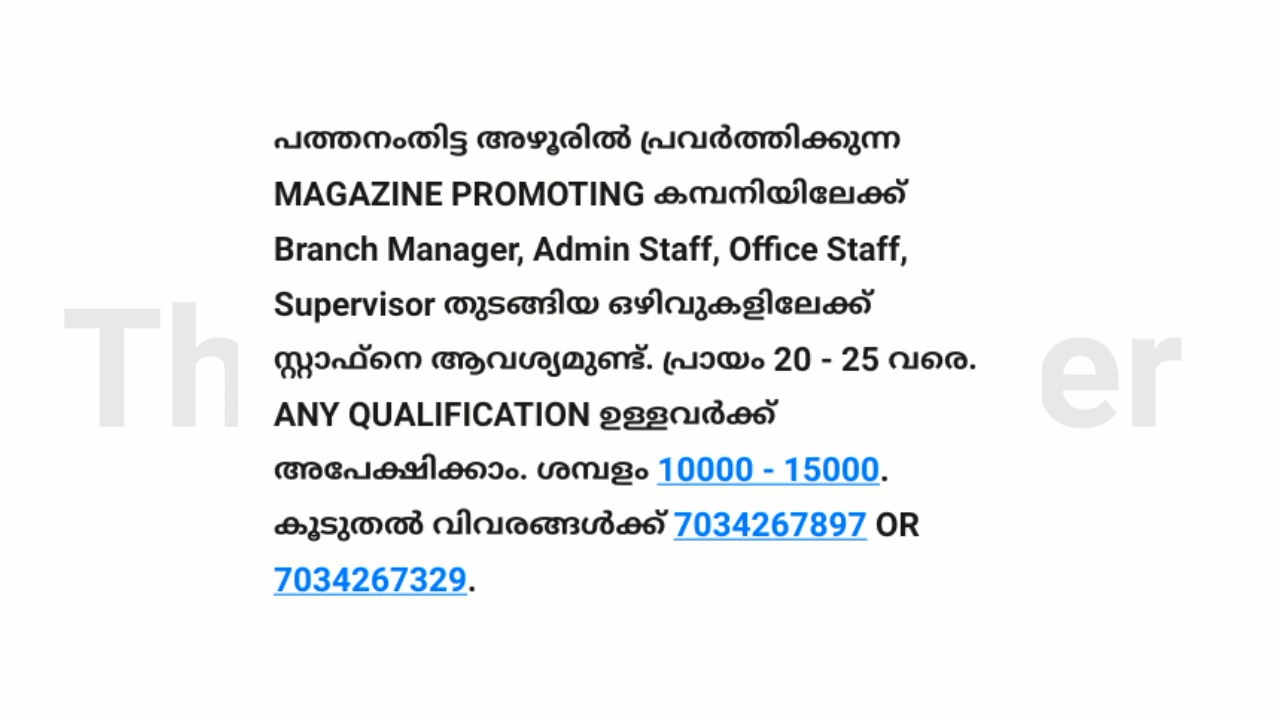 പത്തനംതിട്ട അഴൂരിൽ പ്രവർത്തിക്കുന്ന
MAGAZINE PROMOTING കമ്പനിയിലേക്ക്
Branch Manager, Admin Staff, Office Staff,
Supervisor തുടങ്ങിയ ഒഴിവുകളിലേക്ക്
സ്റ്റാഫ്നെ ആവശ്യമുണ്ട്. പ്രായം 20 - 25 വരെ.
ANY QUALIFICATION ഉള്ളവർക്ക്
അപേക്ഷിക്കാം. ശമ്പളം 10000 - 15000.
കൂടുതൽ വിവരങ്ങൾക്ക് 7034267897 OR
7034267329.